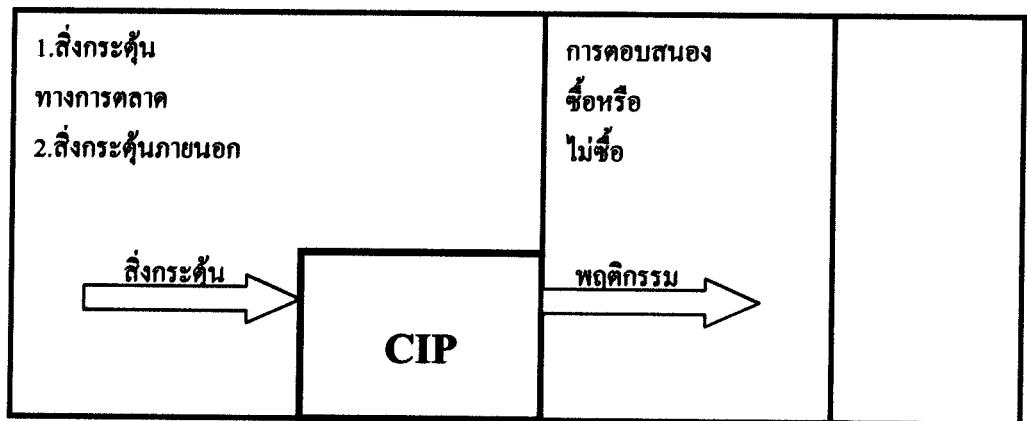 1.สิ่งกระตุ้น
ทางการตลาด
2.สิ่งกระตุ้นภายนอก
การตอบสนอง
ซื้อหรือ
ไม่ซื้อ
สิ่งกระตุ้น
CIP
พฤติกรรม